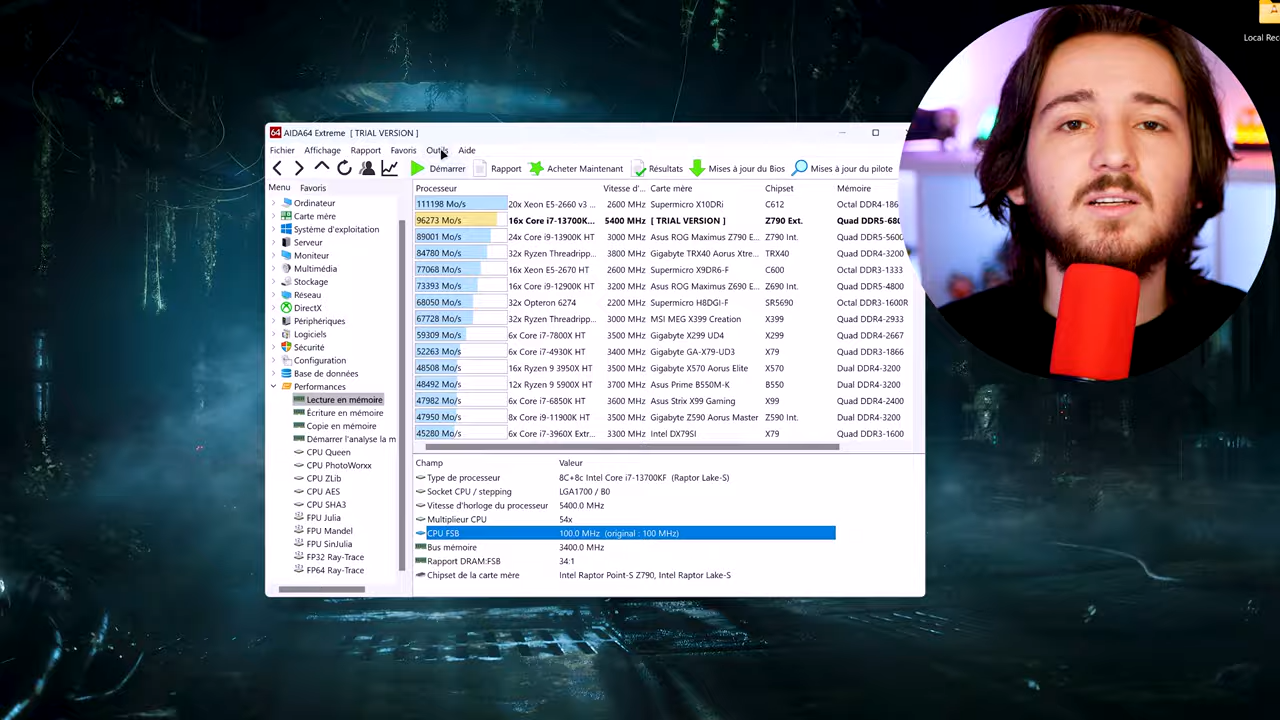 Local Rec
64 AIDA64 Extreme [ TRIAL VERSION ]
Fichier Affichage Rapport Favoris Outils Aide
Démarrer Rapport Acheter Maintenant Résultats Mises à jour du Bios Mises à jour du pilote
Menu Favoris
Ordinateur
Carte mère
Système d'exploitation
Serveur
Moniteur
Multimédia
Stockage
Réseau
DirectX
Périphériques
Logiciels
Sécurité
Configuration
Base de données
Performances
Lecture en mémoire
Écriture en mémoire
Copie en mémoire
Démarrer l'analyse la m
CPU Queen
CPU PhotoWorxx
CPU ZLib
CPU AES
CPU SHA3
FPU Julia
FPU Mandel
FPU SinJulia
FP32 Ray-Trace
FP64 Ray-Trace
Processeur Vitesse d'... Carte mère Chipset Mémoire
111198 Mo/s 20x Xeon E5-2660 v3 ... 2600 MHz Supermicro X10DRi C612 Octal DDR4-186
96273 Mo/s 16x Core i7-13700K... 5400 MHz [ TRIAL VERSION ] Z790 Ext. Quad DDR5-680
89001 Mo/s 24x Core i9-13900K HT 3000 MHz Asus ROG Maximus Z790 E... Z790 Int. Quad DDR5-5600
84780 Mo/s 32x Ryzen Threadripp... 3800 MHz Gigabyte TRX40 Aorus Xtre... TRX40 Quad DDR4-3200
77068 Mo/s 16x Xeon E5-2670 HT 2600 MHz Supermicro X9DR6-F C600 Octal DDR3-1333
73393 Mo/s 16x Core i9-12900K HT 3200 MHz Asus ROG Maximus Z690 E... Z690 Int. Quad DDR5-4800
68050 Mo/s 32x Opteron 6274 2200 MHz Supermicro H8DGI-F SR5690 Octal DDR3-1600R
67728 Mo/s 32x Ryzen Threadripp... 3000 MHz MSI MEG X399 Creation X399 Quad DDR4-2933
59309 Mo/s 6x Core i7-7800X HT 3500 MHz Gigabyte X299 UD4 X299 Quad DDR4-2667
52263 Mo/s 6x Core i7-4930K HT 3400 MHz Gigabyte GA-X79-UD3 X79 Quad DDR3-1866
48508 Mo/s 16x Ryzen 9 3950X HT 3500 MHz Gigabyte X570 Aorus Elite X570 Dual DDR4-3200
48492 Mo/s 12x Ryzen 9 5900X HT 3700 MHz Asus Prime B550M-K B550 Dual DDR4-3200
47982 Mo/s 6x Core i7-6850K HT 3600 MHz Asus Strix X99 Gaming X99 Quad DDR4-2400
47950 Mo/s 8x Core i9-11900K HT 3500 MHz Gigabyte Z590 Aorus Master Z590 Int. Dual DDR4-3200
45280 Mo/s 6x Core i7-3960X Extr... 3300 MHz Intel DX79SI X79 Quad DDR3-1600
Champ Valeur
Type de processeur 8C+8c Intel Core i7-13700KF (Raptor Lake-S)
Socket CPU / stepping LGA1700 / B0
Vitesse d'horloge du processeur 5400.0 MHz
Multiplieur CPU 54x
CPU FSB 100.0 MHz (original : 100 MHz)
Bus mémoire 3400.0 MHz
Rapport DRAM:FSB 34:1
Chipset de la carte mère Intel Raptor Point-S Z790, Intel Raptor Lake-S